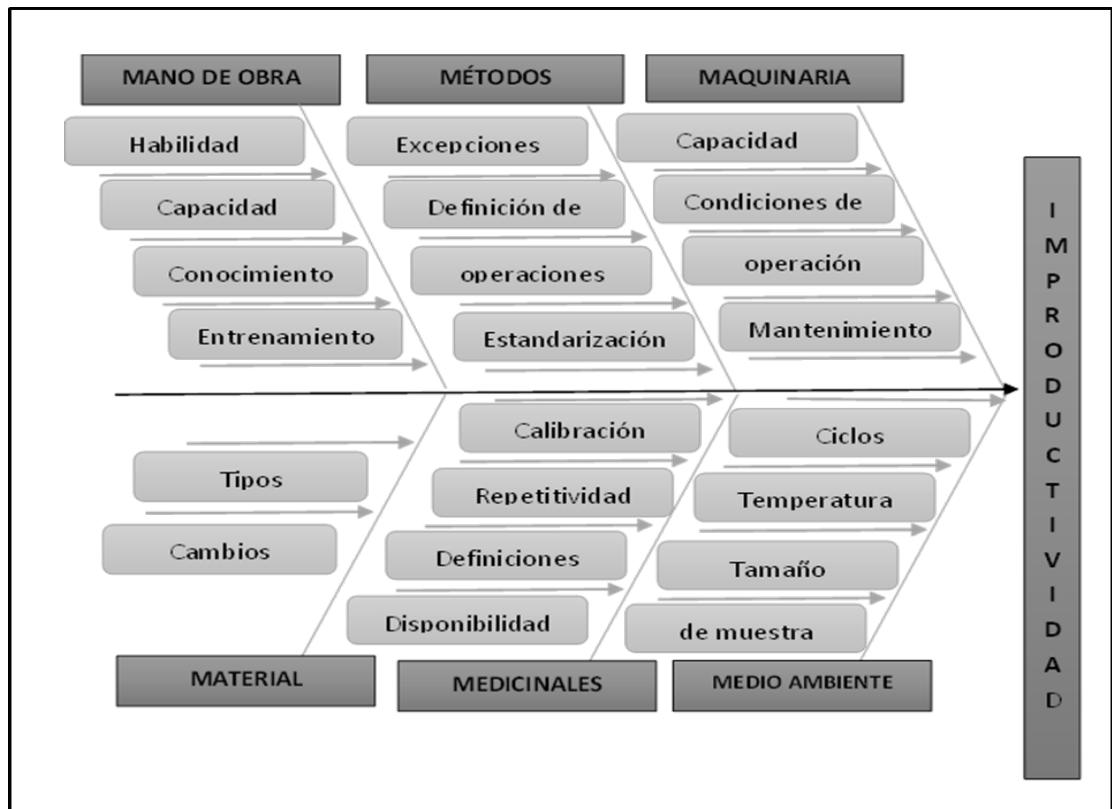 MANO DE OBRA
Habilidad
Capacidad
Conocimiento
Entrenamiento
MÉTODOS
Excepciones
Definición de
operaciones
Estandarización
MAQUINARIA
Capacidad
Condiciones de
operación
Mantenimiento
Tipos
Cambios
MATERIAL
Calibración
Repetitividad
Definiciones
Disponibilidad
MEDICINALES
Ciclos
Temperatura
Tamaño
de muestra
MEDIO AMBIENTE
IMPRODUCTIVIDAD